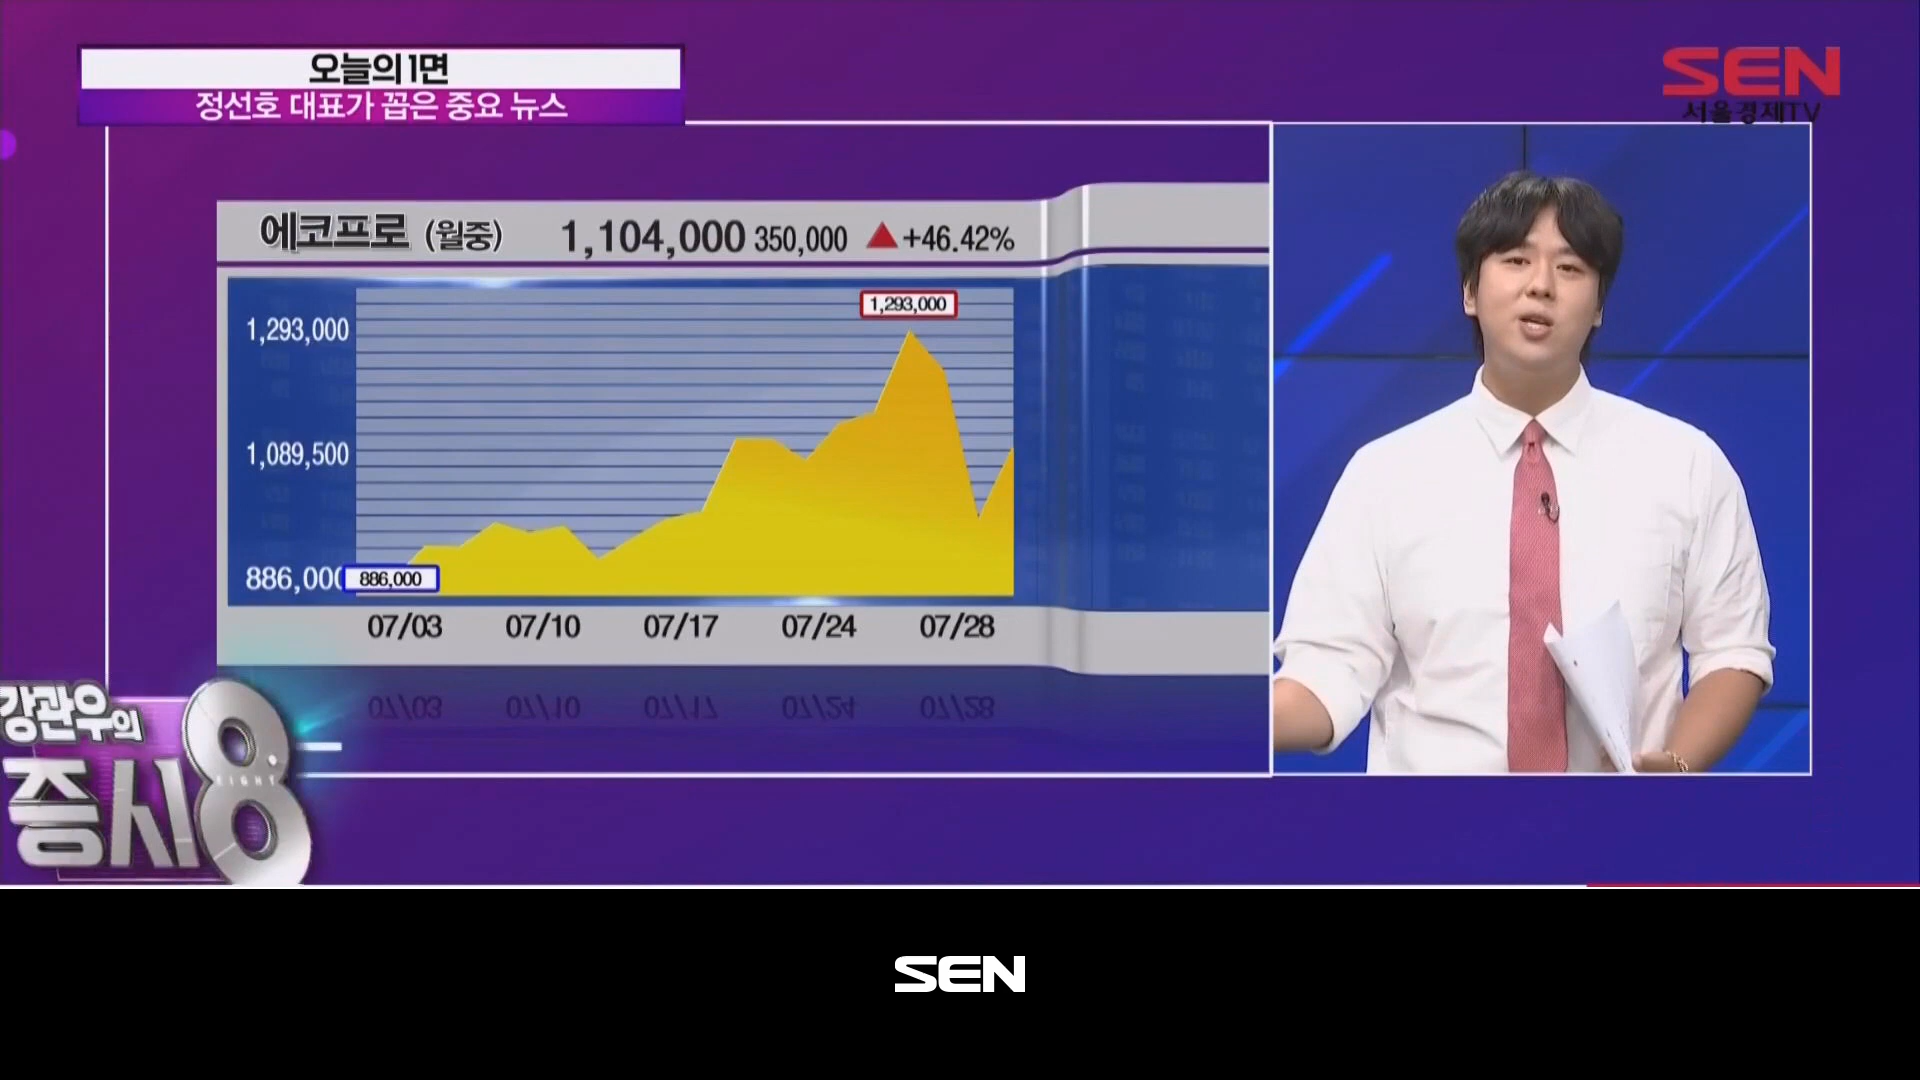 오늘의 1면
정선호 대표가 꼽은 중요 뉴스
SEN
서울경제TV
에코프로 (월중) 1,104,000 350,000 ▲+46.42%
1,293,000
1,293,000
1,089,500
886,000
886,000
07/03 07/10 07/17 07/24 07/28
강관우의
증시8
EIGHT
SEN